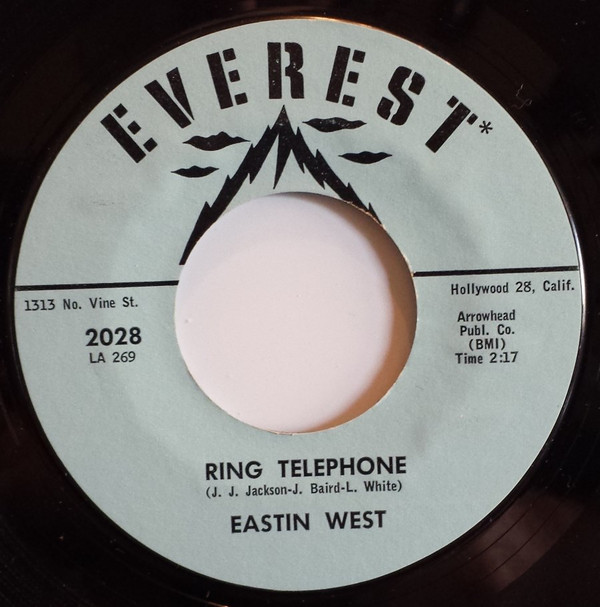 EVEREST*
1313 No. Vine St.
Hollywood 28, Calif.
2028
LA 269
Arrowhead
Publ. Co.
(BMI)
Time 2:17
RING TELEPHONE
(J. J. Jackson-J. Baird-L. White)
EASTIN WEST